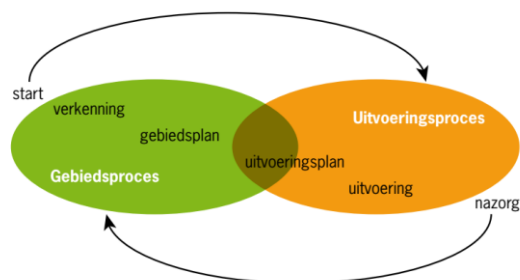 start
verkenning
Uitvoeringsproces
gebiedsplan
uitvoeringsplan
Gebiedsproces
uitvoering
nazorg